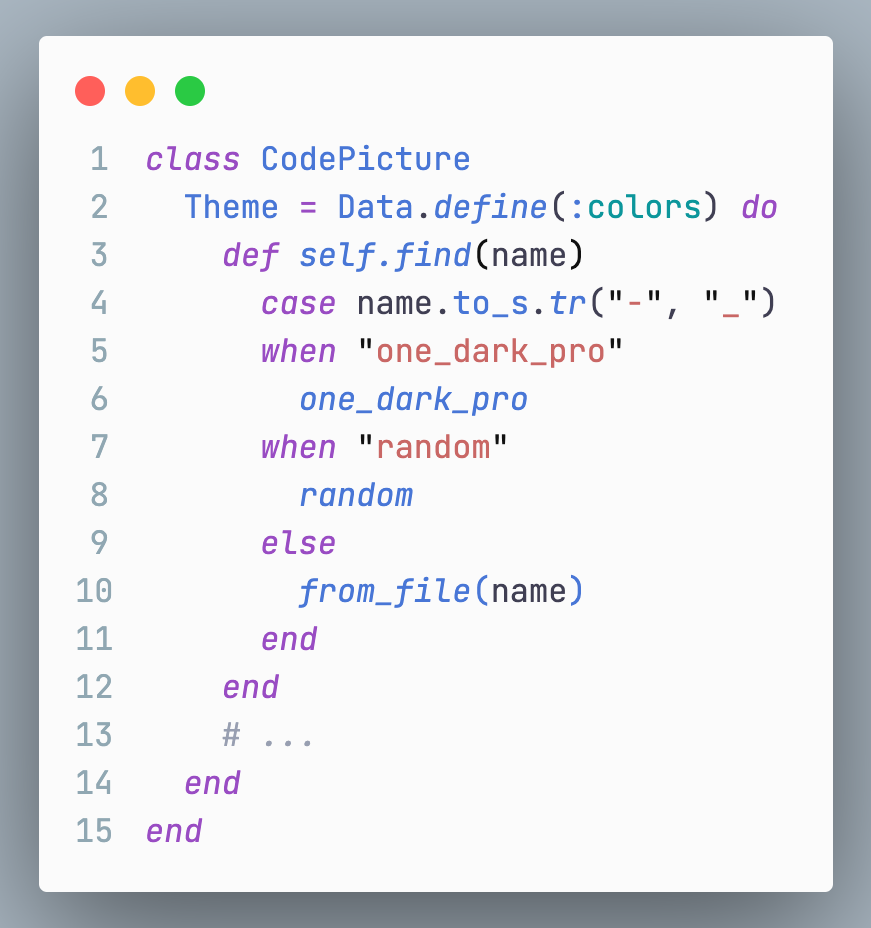 1 class CodePicture
2   Theme = Data.define(:colors) do
3     def self.find(name)
4       case name.to_s.tr("-", "_")
5       when "one_dark_pro"
6         one_dark_pro
7       when "random"
8         random
9       else
10         from_file(name)
11       end
12     end
13     # ...
14   end
15 end